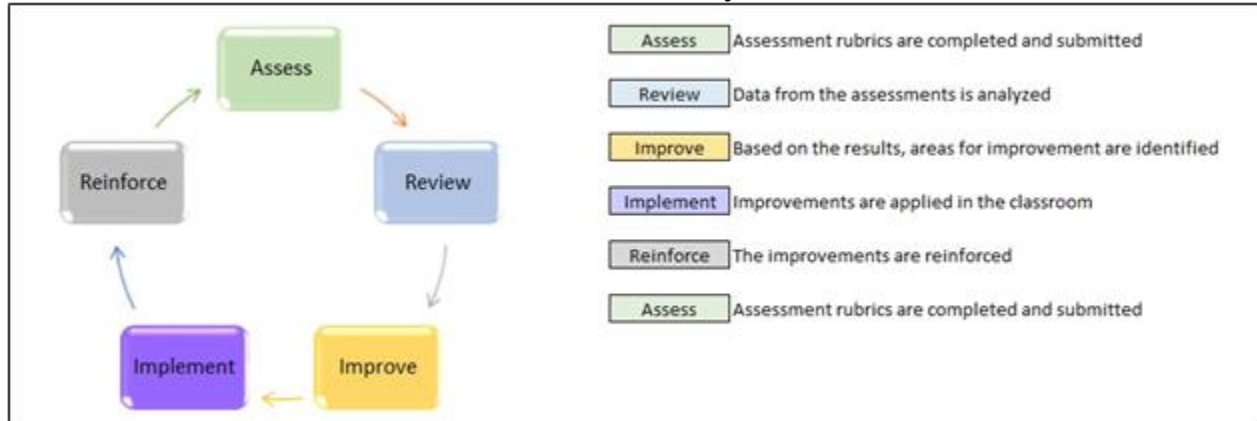 Assess
Review
Improve
Implement
Reinforce
Assess Assessment rubrics are completed and submitted
Review Data from the assessments is analyzed
Improve Based on the results, areas for improvement are identified
Implement Improvements are applied in the classroom
Reinforce The improvements are reinforced
Assess Assessment rubrics are completed and submitted